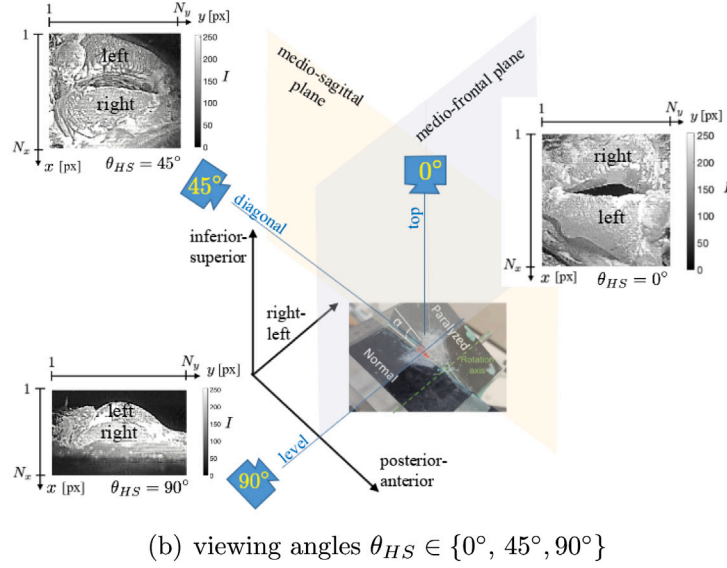 1
N_y
y [px]
1
left
right
N_x
x [px]
θ_HS = 45°
250
200
150
100
50
0
I
medio-sagittal
plane
medio-frontal plane
45°
diagonal
0°
top
inferior-
superior
right-
left
posterior-
anterior
90°
level
Normal
α
Paralyzed
Rotation
axis
1
N_y
y [px]
1
right
left
N_x
x [px]
θ_HS = 0°
250
200
150
100
50
0
I
1
N_y
y [px]
1
left
right
N_x
x [px]
θ_HS = 90°
250
200
150
100
50
0
I
(b) viewing angles θ_HS ∈ {0°, 45°, 90°}